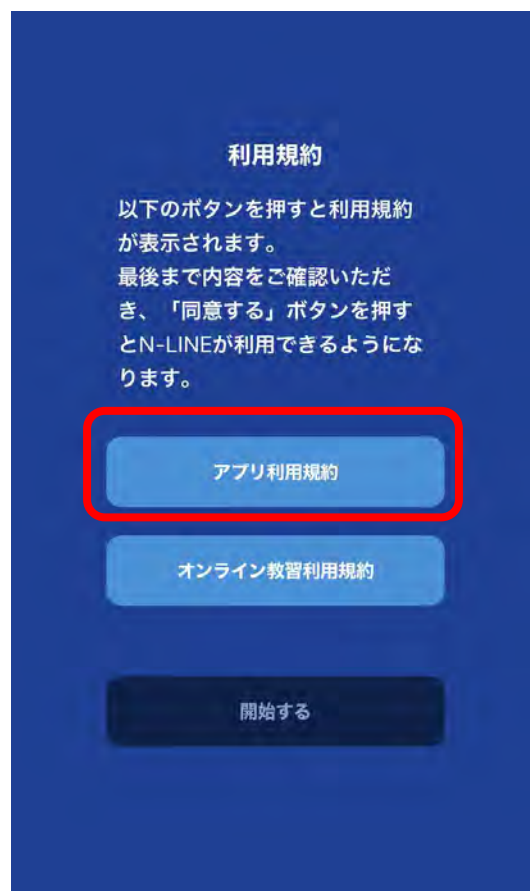 利用規約
以下のボタンを押すと利用規約
が表示されます。
最後まで内容をご確認いただ
き、「同意する」ボタンを押す
とN-LINEが利用できるようにな
ります。
アプリ利用規約
オンライン教習利用規約
開始する